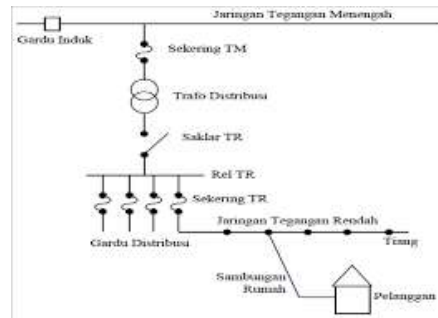 Jaringan Tegangan Menengah
Gardu Induk
Sekering TM
Trafo Distribusi
Saklar TR
Rel TR
Sekering TR
Jaringan Tegangan Rendah
Gardu Distribusi
Tiang
Sambungan
Rumah
Pelanggan